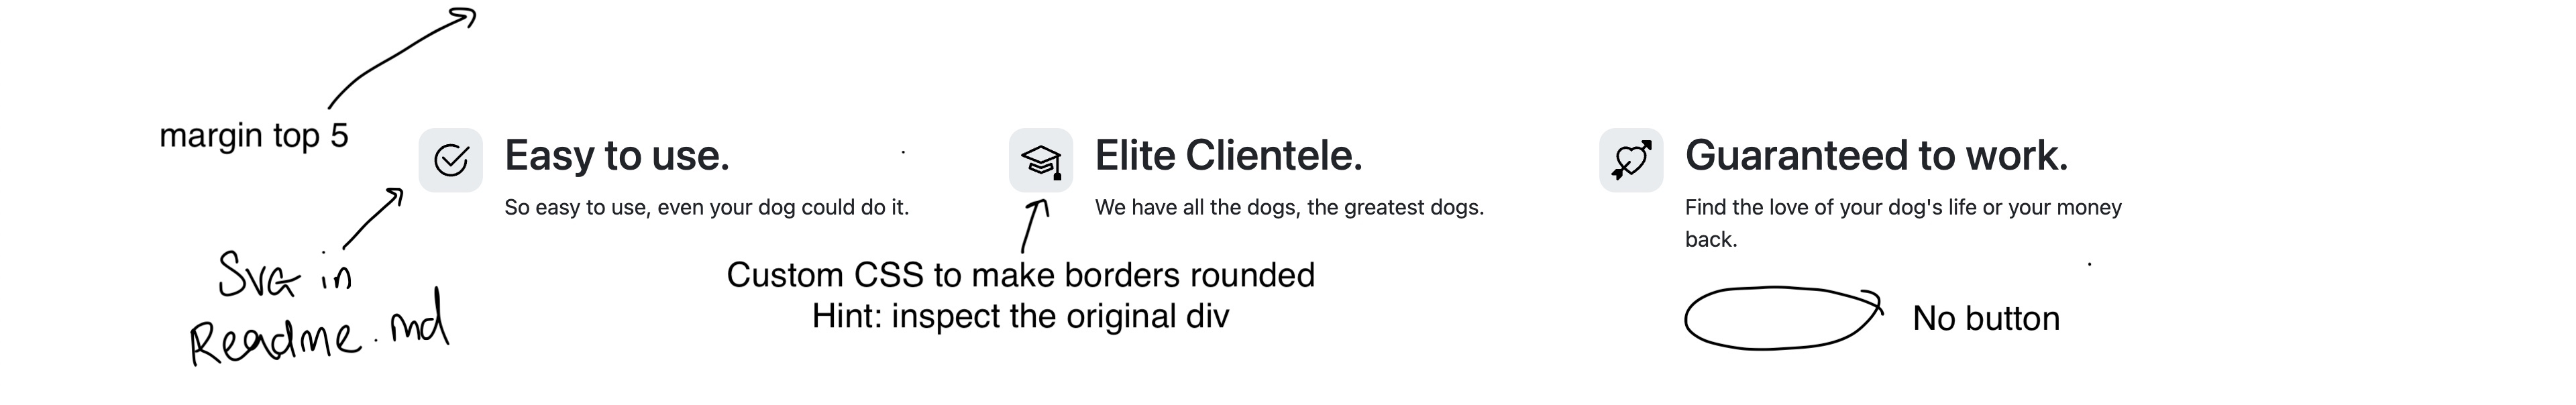 margin top 5
Easy to use.
So easy to use, even your dog could do it.
Elite Clientele.
We have all the dogs, the greatest dogs.
Guaranteed to work.
Find the love of your dog's life or your money
back.
SVG in
Readme.md
Custom CSS to make borders rounded
Hint: inspect the original div
No button